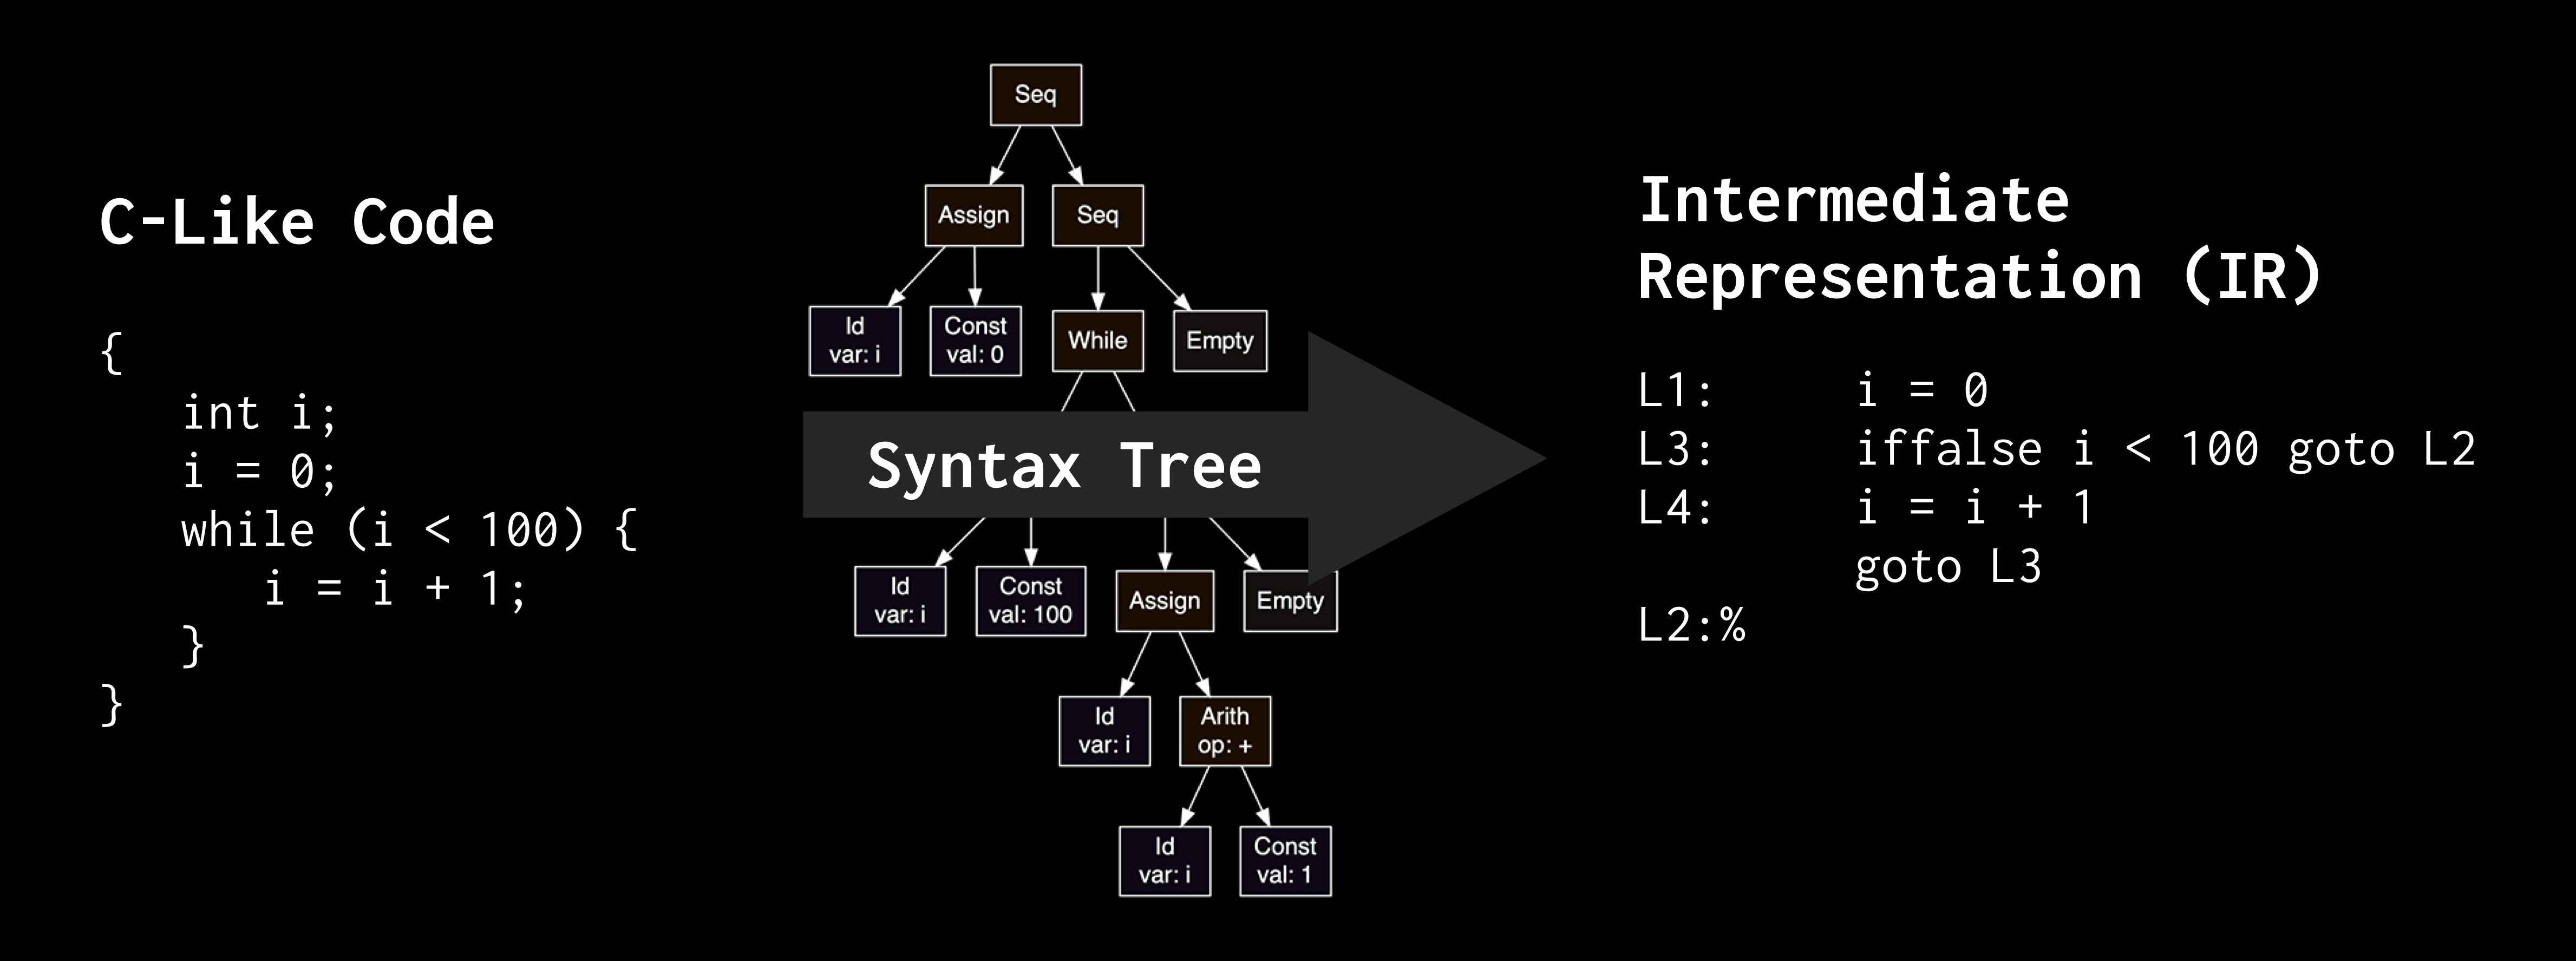 C-Like Code
{
int i;
i = 0;
while (i < 100) {
i = i + 1;
}
}
Seq
Assign
Seq
Id
var: i
Const
val: 0
While
Empty
Syntax Tree
Id
var: i
Const
val: 100
Assign
Empty
Id
var: i
Arith
op: +
Id
var: i
Const
val: 1
Intermediate
Representation (IR)
L1: i = 0
L3: iffalse i < 100 goto L2
L4: i = i + 1
goto L3
L2:%